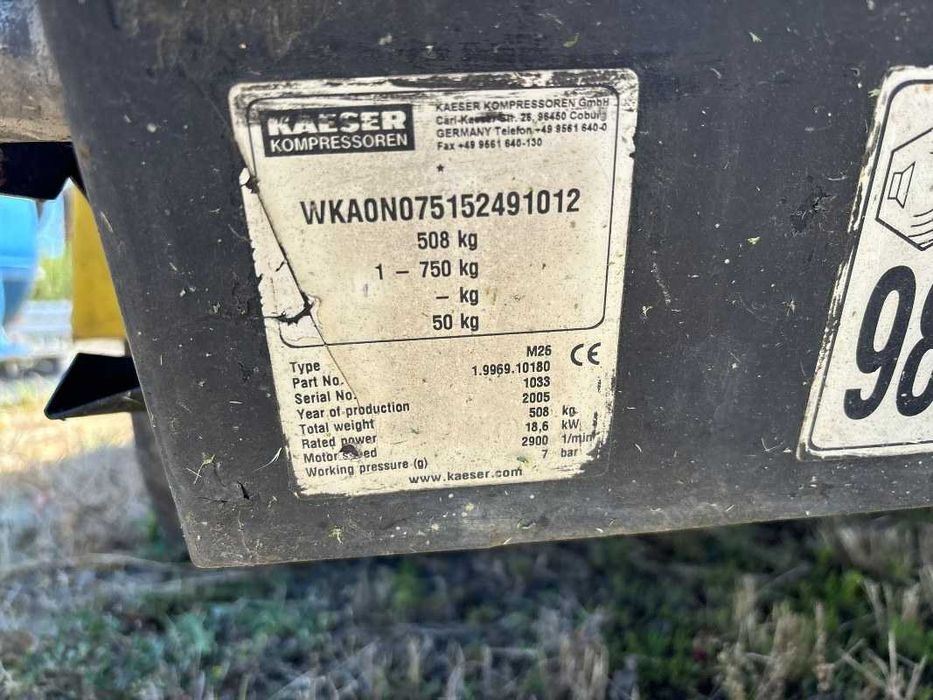 KAESER
KOMPRESSOREN
KAESER KOMPRESSOREN GmbH
Carl-Kaeser-Str. 26, 96450 Coburg
GERMANY Telefon +49 9561 640-0
Fax +49 9561 640-130
*
WKA0N075152491012
508 kg
1 – 750 kg
– kg
50 kg
Type M26 CE
Part No. 1.9969.10180
Serial No. 1033
Year of production 2005
Total weight 508 kg
Rated power 18,6 kW
Motor speed 2900 1/min
Working pressure (g) 7 bar
www.kaeser.com
98